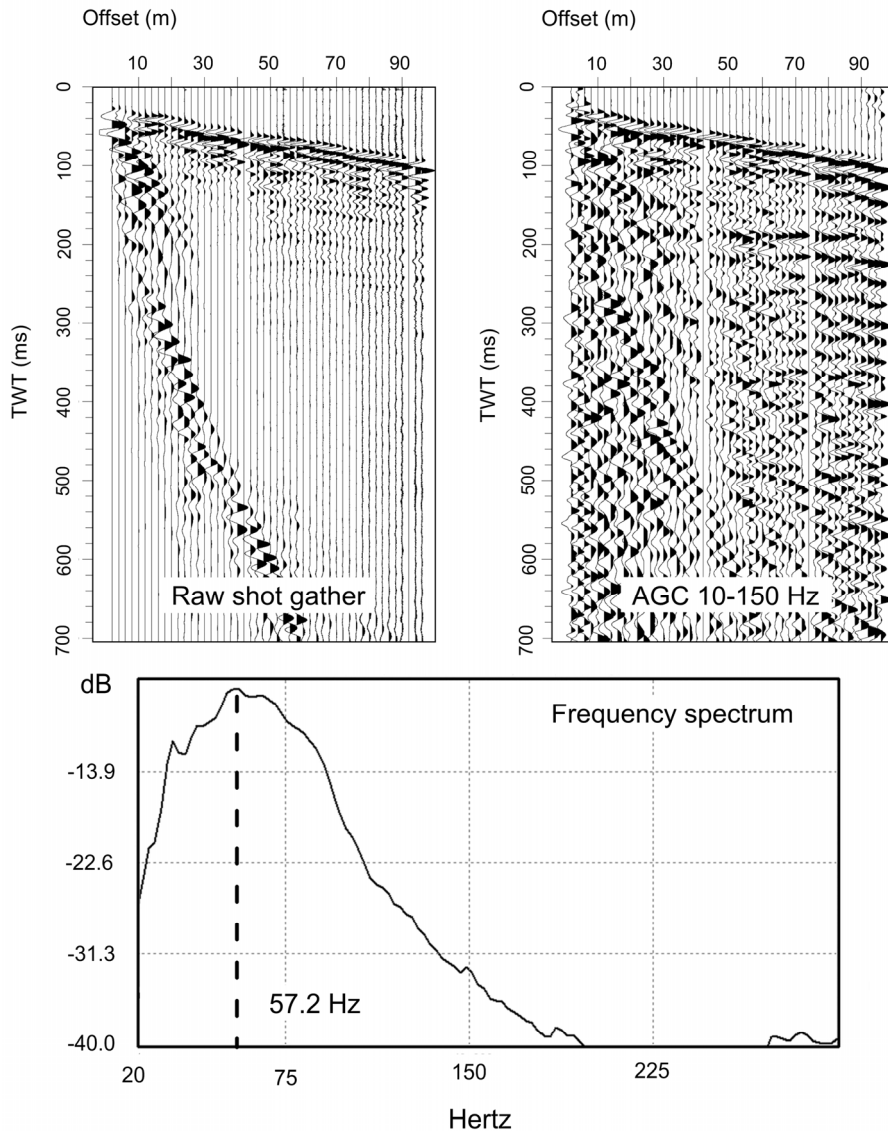 Offset (m)
10 30 50 70 90
0
100
200
300
400
500
600
700
TWT (ms)
Raw shot gather
Offset (m)
10 30 50 70 90
0
100
200
300
400
500
600
700
TWT (ms)
AGC 10-150 Hz
dB
Frequency spectrum
-13.9
-22.6
-31.3
57.2 Hz
-40.0
20 75 150 225
Hertz